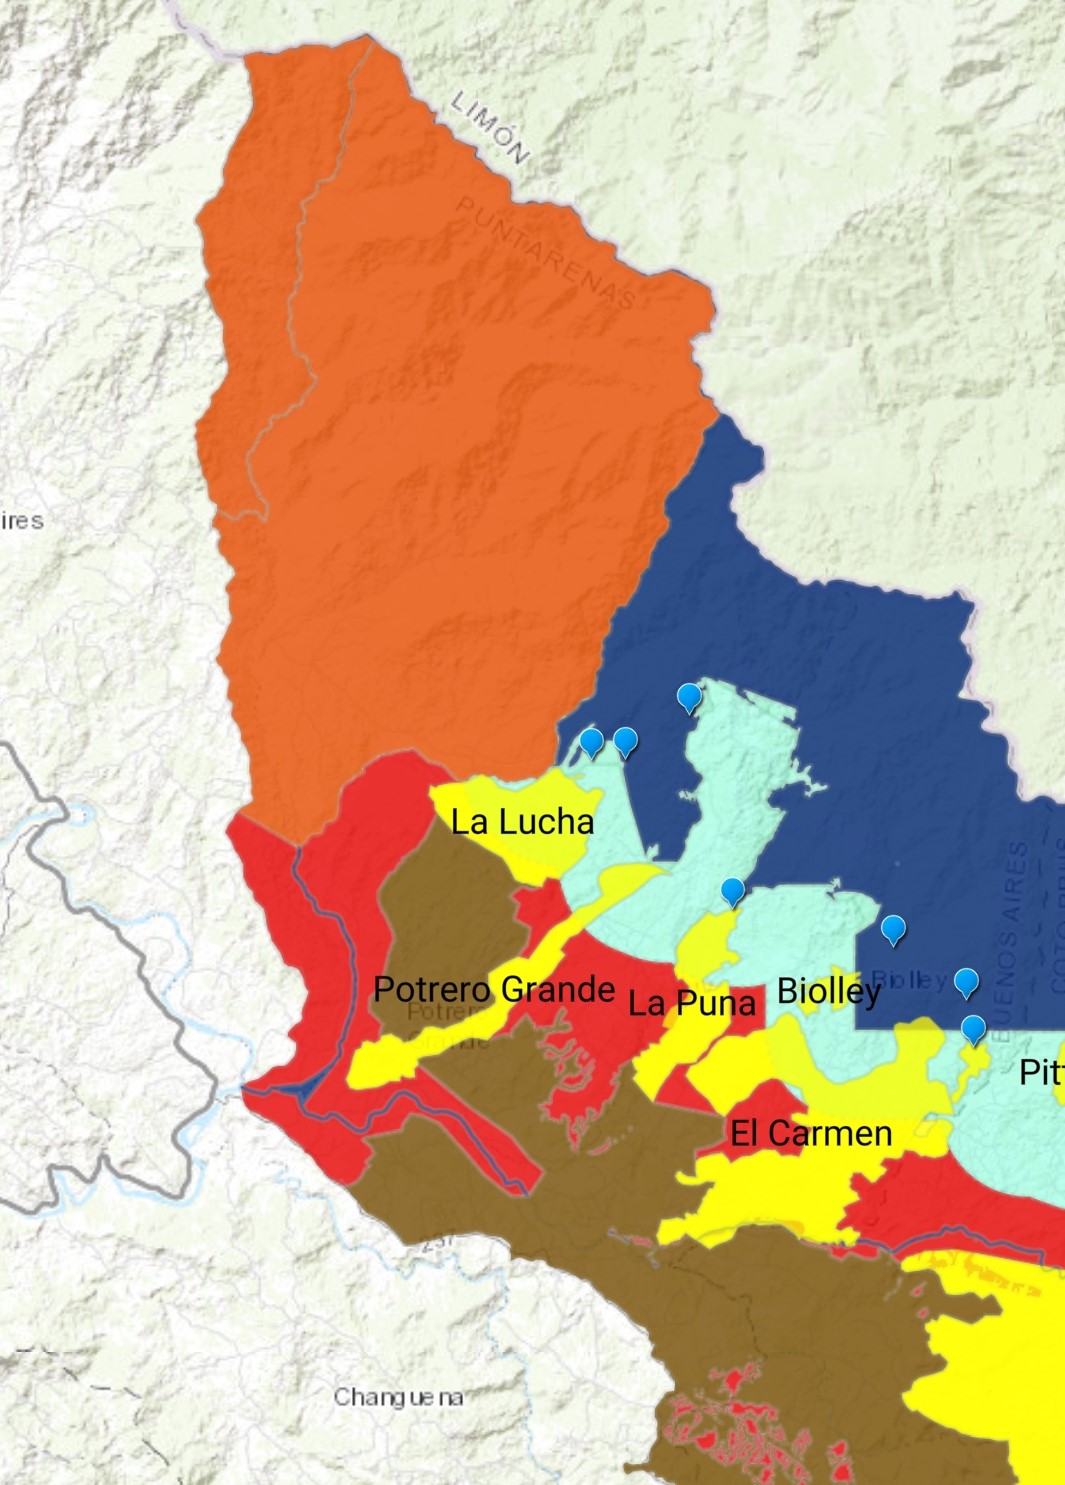 LIMÓN
PUNTARENAS
ires
La Lucha
Potrero Grande
Potrero
Grande
La Puna
Biolley
Biolley
BUENOS AIRES
COTO BRUS
Pitt
El Carmen
237
Changuena